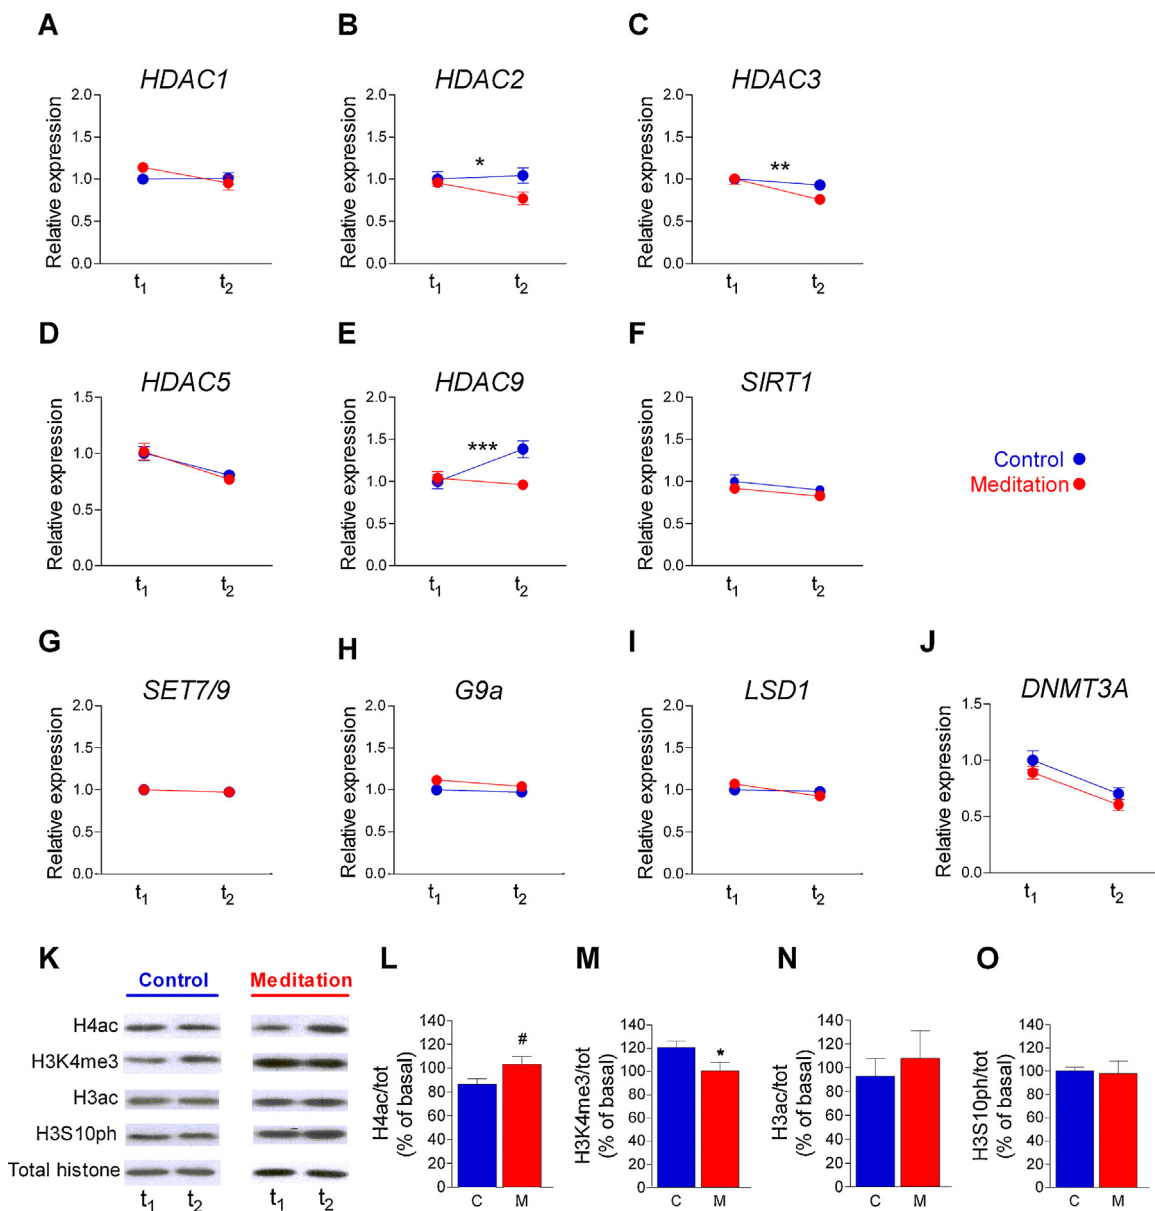 A
HDAC1
Relative expression
2.0
1.5
1.0
0.5
0.0
t1
t2
B
HDAC2
Relative expression
2.0
1.5
1.0
0.5
0.0
*
t1
t2
C
HDAC3
Relative expression
2.0
1.5
1.0
0.5
0.0
**
t1
t2
D
HDAC5
Relative expression
1.5
1.0
0.5
0.0
t1
t2
E
HDAC9
Relative expression
2.0
1.5
1.0
0.5
0.0
***
t1
t2
F
SIRT1
Relative expression
2.0
1.5
1.0
0.5
0.0
t1
t2
Control
Meditation
G
SET7/9
Relative expression
2.0
1.5
1.0
0.5
0.0
t1
t2
H
G9a
Relative expression
2.0
1.5
1.0
0.5
0.0
t1
t2
I
LSD1
Relative expression
2.0
1.5
1.0
0.5
0.0
t1
t2
J
DNMT3A
Relative expression
1.5
1.0
0.5
0.0
t1
t2
K
Control
Meditation
H4ac
H3K4me3
H3ac
H3S10ph
Total histone
t1
t2
t1
t2
L
H4ac/tot
(% of basal)
140
120
100
80
60
40
20
0
#
C
M
M
H3K4me3/tot
(% of basal)
140
120
100
80
60
40
20
0
*
C
M
N
H3ac/tot
(% of basal)
140
120
100
80
60
40
20
0
C
M
O
H3S10ph/tot
(% of basal)
140
120
100
80
60
40
20
0
C
M